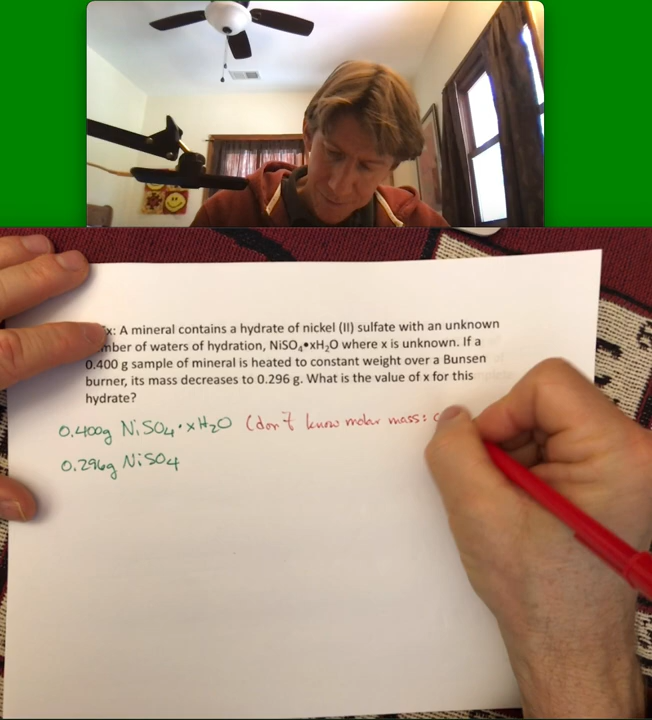 x: A mineral contains a hydrate of nickel (II) sulfate with an unknown
mber of waters of hydration, NiSO₄•xH₂O where x is unknown. If a
0.400 g sample of mineral is heated to constant weight over a Bunsen
burner, its mass decreases to 0.296 g. What is the value of x for this
hydrate?
0.400g NiSO₄•xH₂O (don't know molar mass:
0.296g NiSO₄